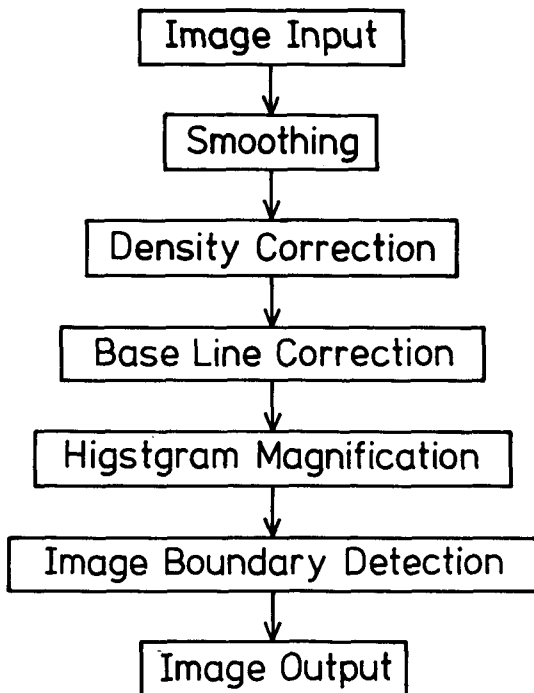 Image Input
Smoothing
Density Correction
Base Line Correction
Higstgram Magnification
Image Boundary Detection
Image Output